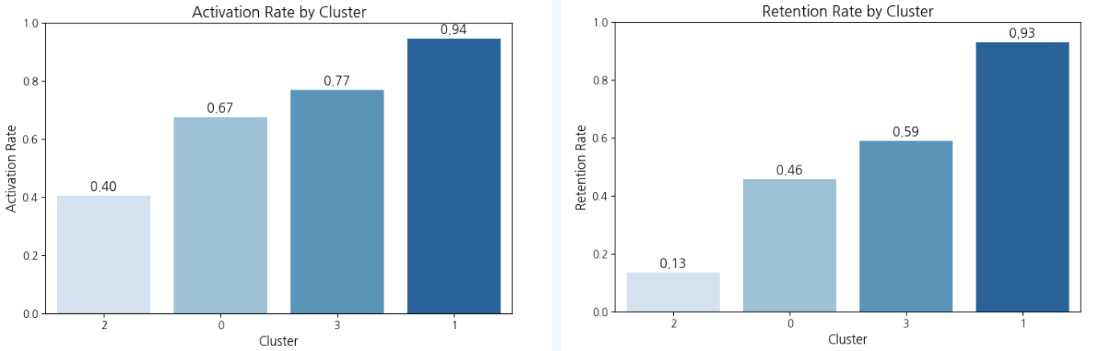 Activation Rate by Cluster
1.0
0.8
0.6
0.4
0.2
0.0
Activation Rate
0.40
0.67
0.77
0.94
2 0 3 1
Cluster
Retention Rate by Cluster
1.0
0.8
0.6
0.4
0.2
0.0
Retention Rate
0.13
0.46
0.59
0.93
2 0 3 1
Cluster